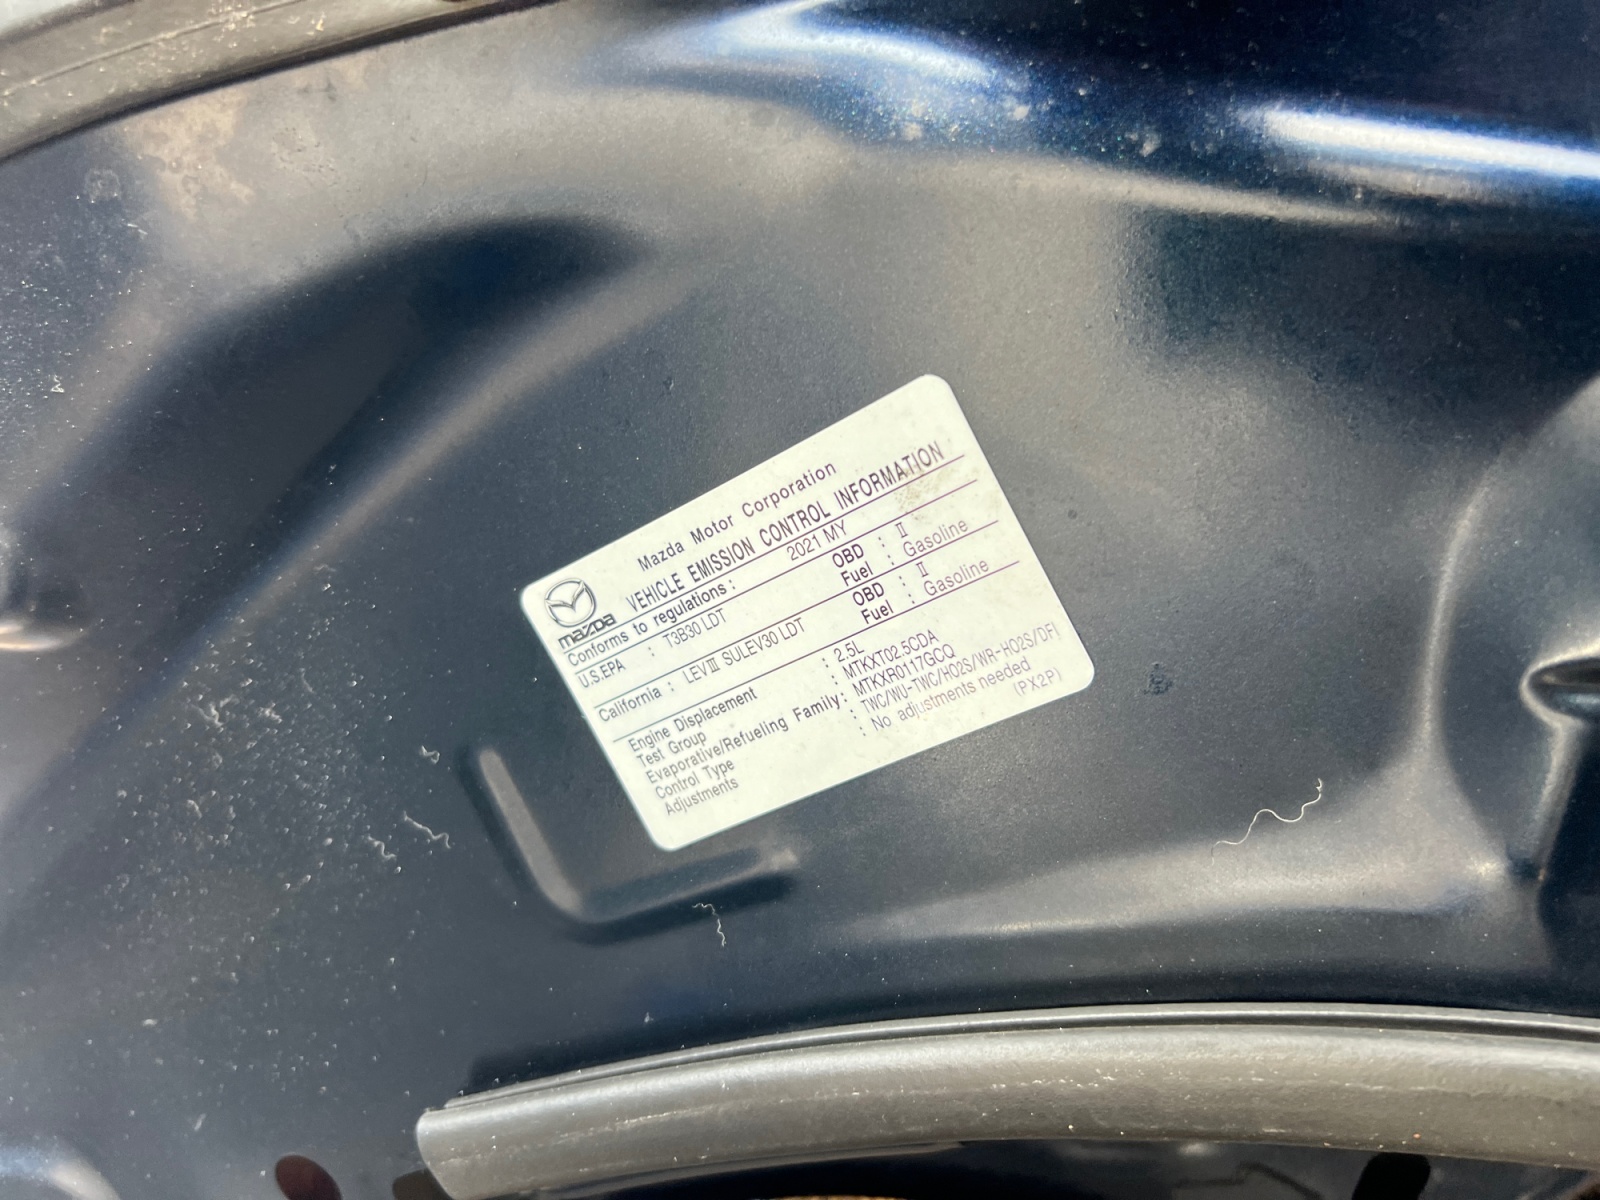 mazda
Mazda Motor Corporation
VEHICLE EMISSION CONTROL INFORMATION
Conforms to regulations : 2021 MY
U.S.EPA : T3B30 LDT OBD : II
Fuel : Gasoline
California : LEVIII SULEV30 LDT OBD : II
Fuel : Gasoline
Engine Displacement : 2.5L
Test Group : MTKXT02.5CDA
Evaporative/Refueling Family : MTKXR0117GCQ
Control Type : TWC/WU-TWC/HO2S/WR-HO2S/DFI
Adjustments : No adjustments needed
(PX2P)